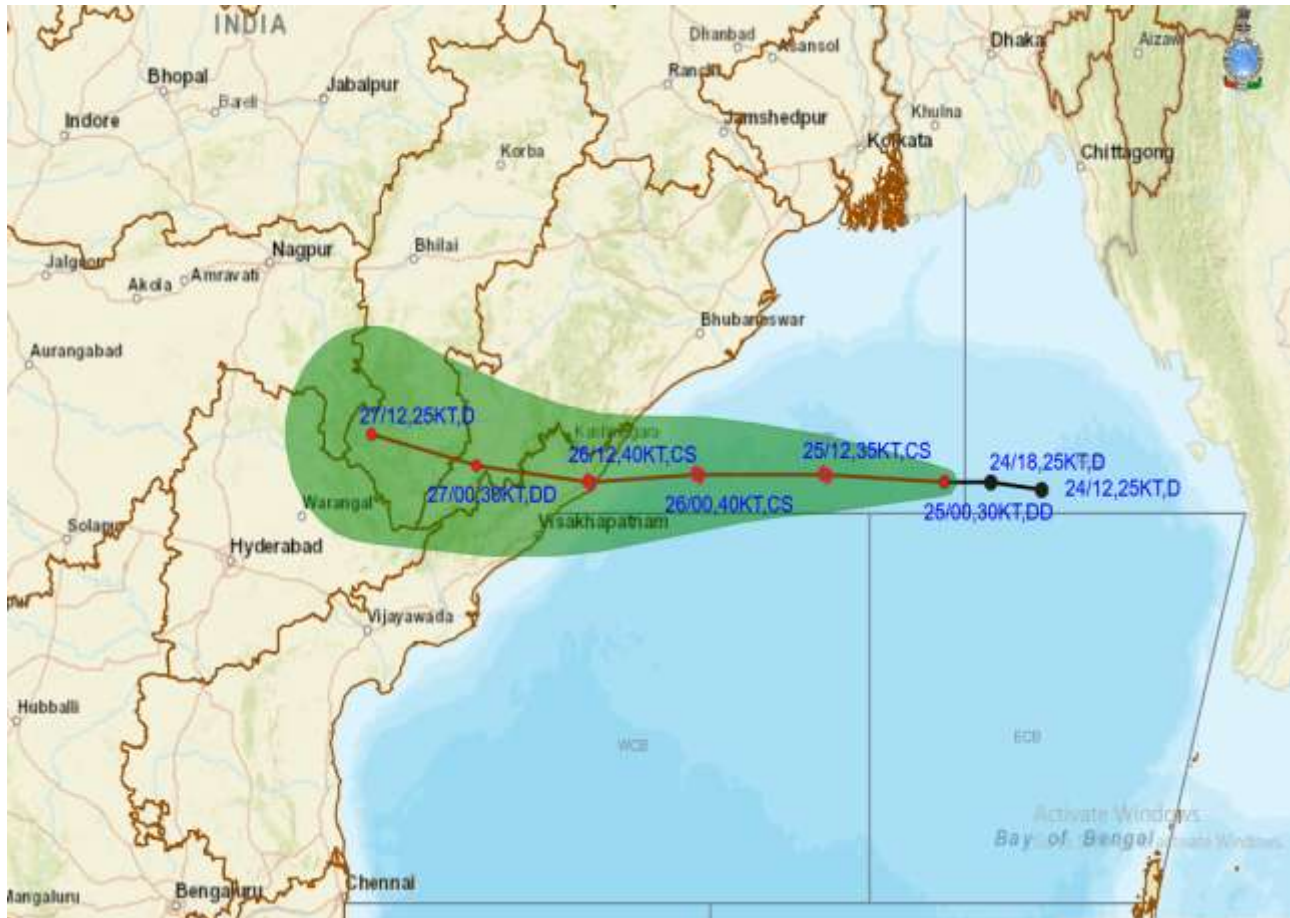 INDIA
Dhanbad
Asansol
Dhaka
Aizaw
Bhopal
Jabalpur
Bareli
Ranchi
Indore
Jamshedpur
Khulna
Korba
Kolkata
Chittagong
Nagpur
Bhilai
Jalgaon
Amravati
Akola
Bhubaneswar
Aurangabad
27/12,25KT,D
26/12,40KT,CS
25/12,35KT,CS
24/18,25KT,D
24/12,25KT,D
27/00,30KT,DD
26/00,40KT,CS
25/00,30KT,DD
Warangal
Visakhapatnam
Solapu
Hyderabad
Vijayawada
Hubballi
WCB
ECB
Activate Windows
Bay of Bengal
Chennai
Bengaluru
Mangaluru